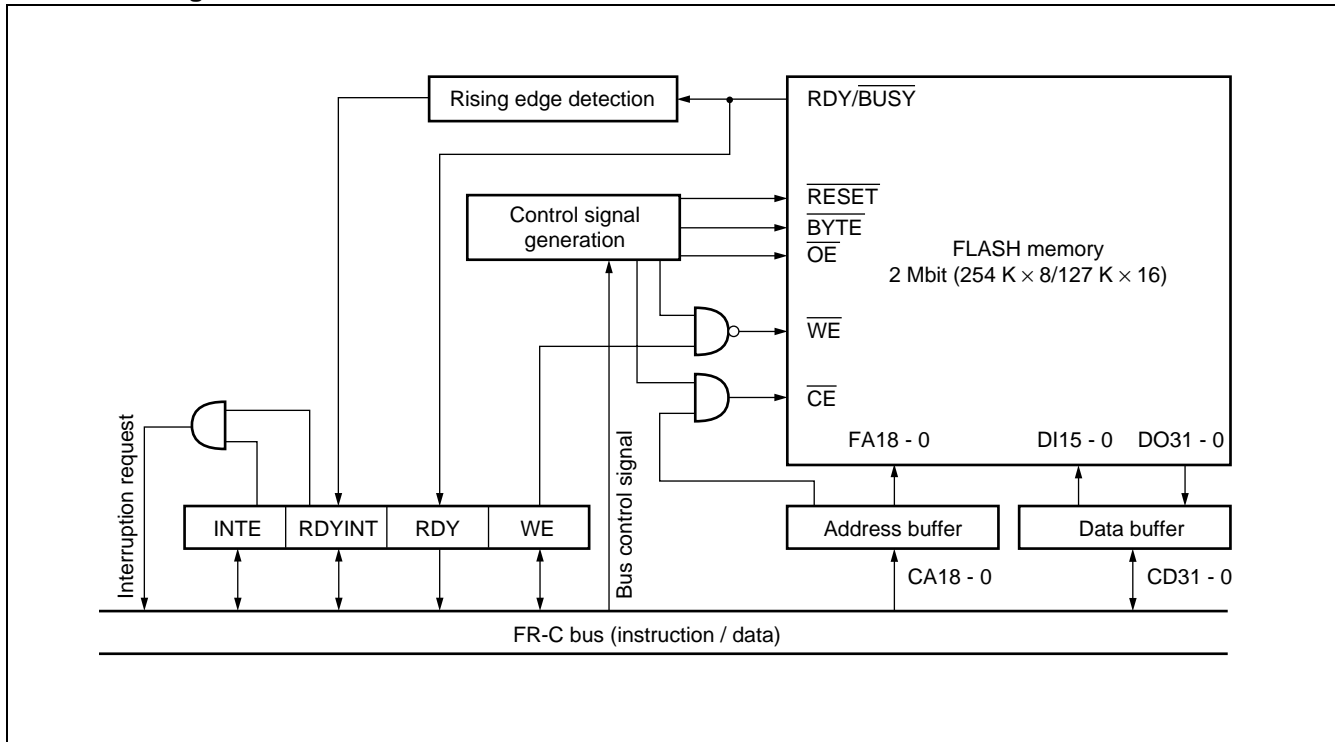 Rising edge detection
RDY/BUSY
RESET
Control signal
generation
BYTE
OE
FLASH memory
2 Mbit (254 K × 8/127 K × 16)
WE
CE
Interruption request
Bus control signal
FA18 - 0
DI15 - 0
DO31 - 0
INTE
RDYINT
RDY
WE
Address buffer
Data buffer
CA18 - 0
CD31 - 0
FR-C bus (instruction / data)